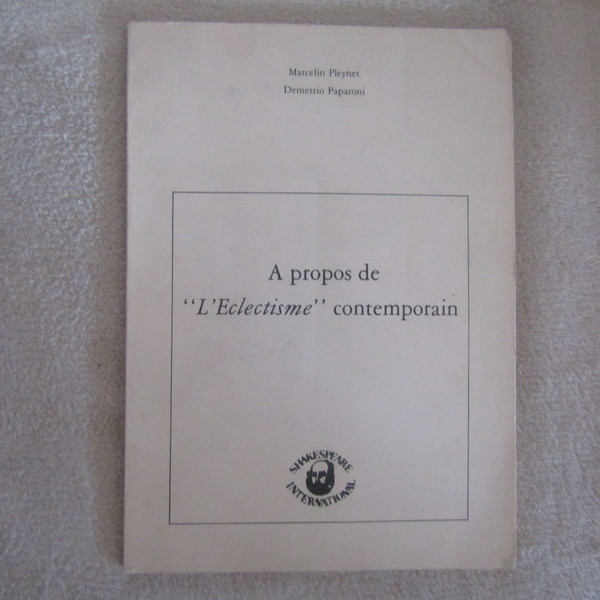 Marcelin Pleynet
Demetrio Paparoni
A propos de
‘‘L'Eclectisme’’ contemporain
SHAKESPEARE
INTERNATIONAL